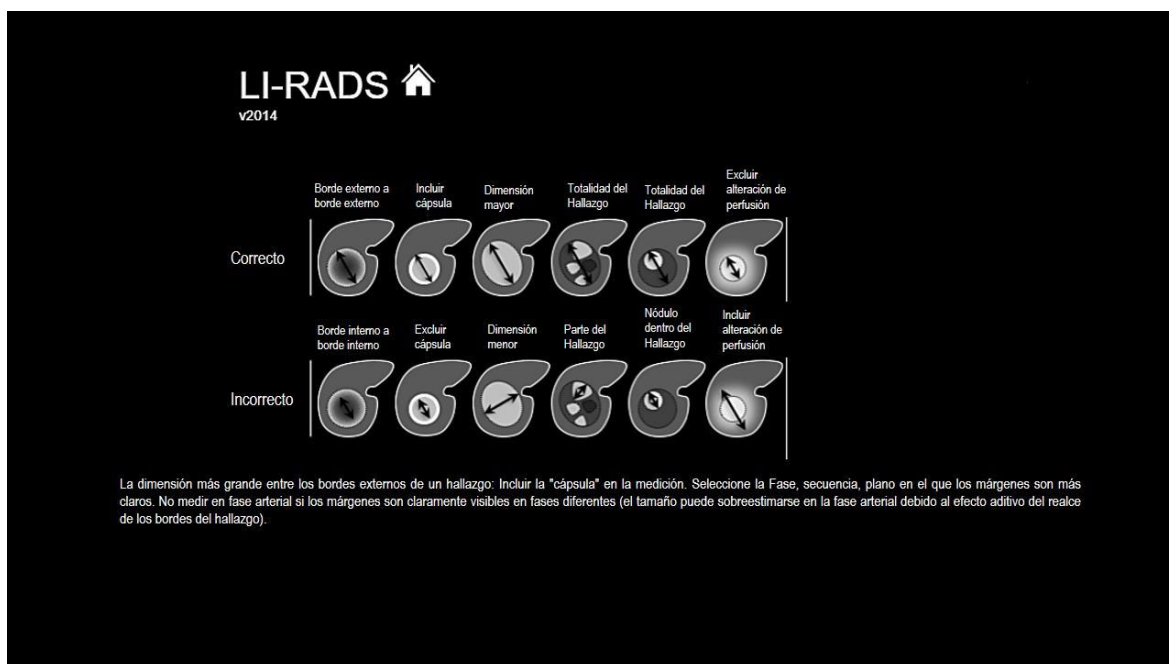 LI-RADS
v2014
Borde externo a
borde externo
Incluir
cápsula
Dimensión
mayor
Totalidad del
Hallazgo
Totalidad del
Hallazgo
Excluir
alteración de
perfusión
Correcto
Borde interno a
borde interno
Excluir
cápsula
Dimensión
menor
Parte del
Hallazgo
Nódulo
dentro del
Hallazgo
Incluir
alteración de
perfusión
Incorrecto
La dimensión más grande entre los bordes externos de un hallazgo: Incluir la "cápsula" en la medición. Seleccione la Fase, secuencia, plano en el que los márgenes son más
claros. No medir en fase arterial si los márgenes son claramente visibles en fases diferentes (el tamaño puede sobreestimarse en la fase arterial debido al efecto aditivo del realce
de los bordes del hallazgo).